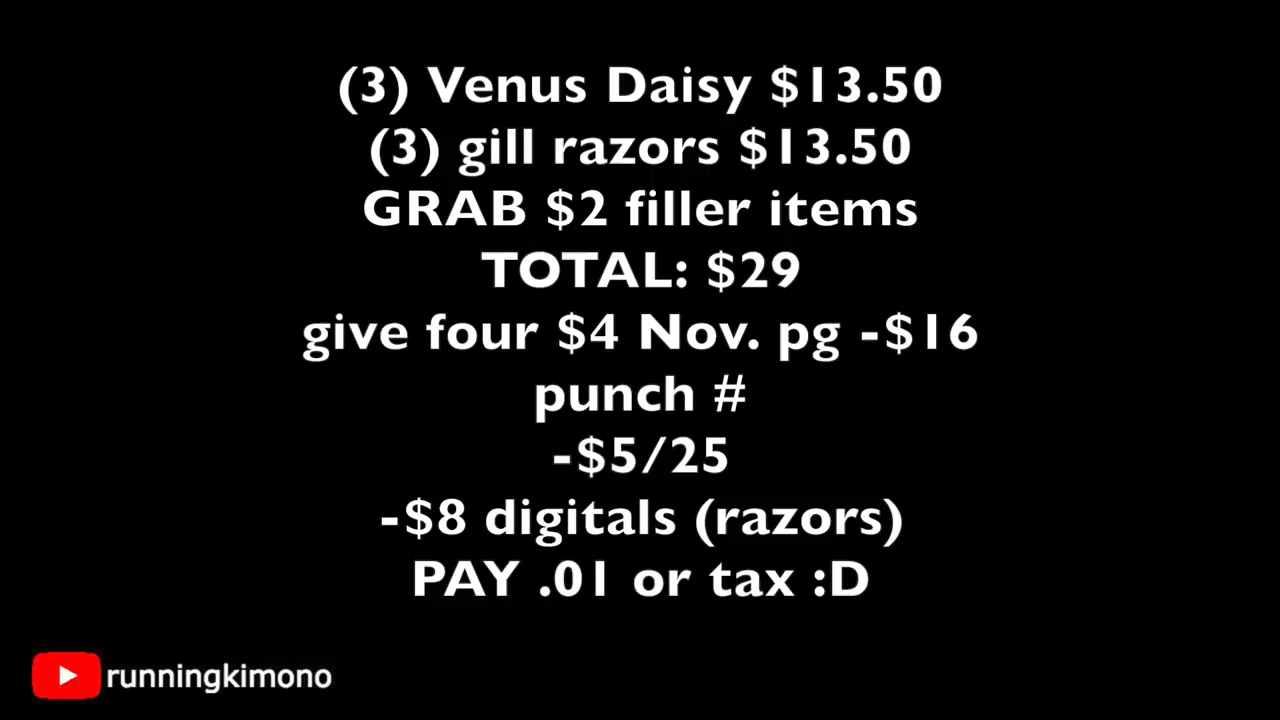 (3) Venus Daisy $13.50
(3) gill razors $13.50
GRAB $2 filler items
TOTAL: $29
give four $4 Nov. pg -$16
punch #
-$5/25
-$8 digitals (razors)
PAY .01 or tax :D
runningkimono